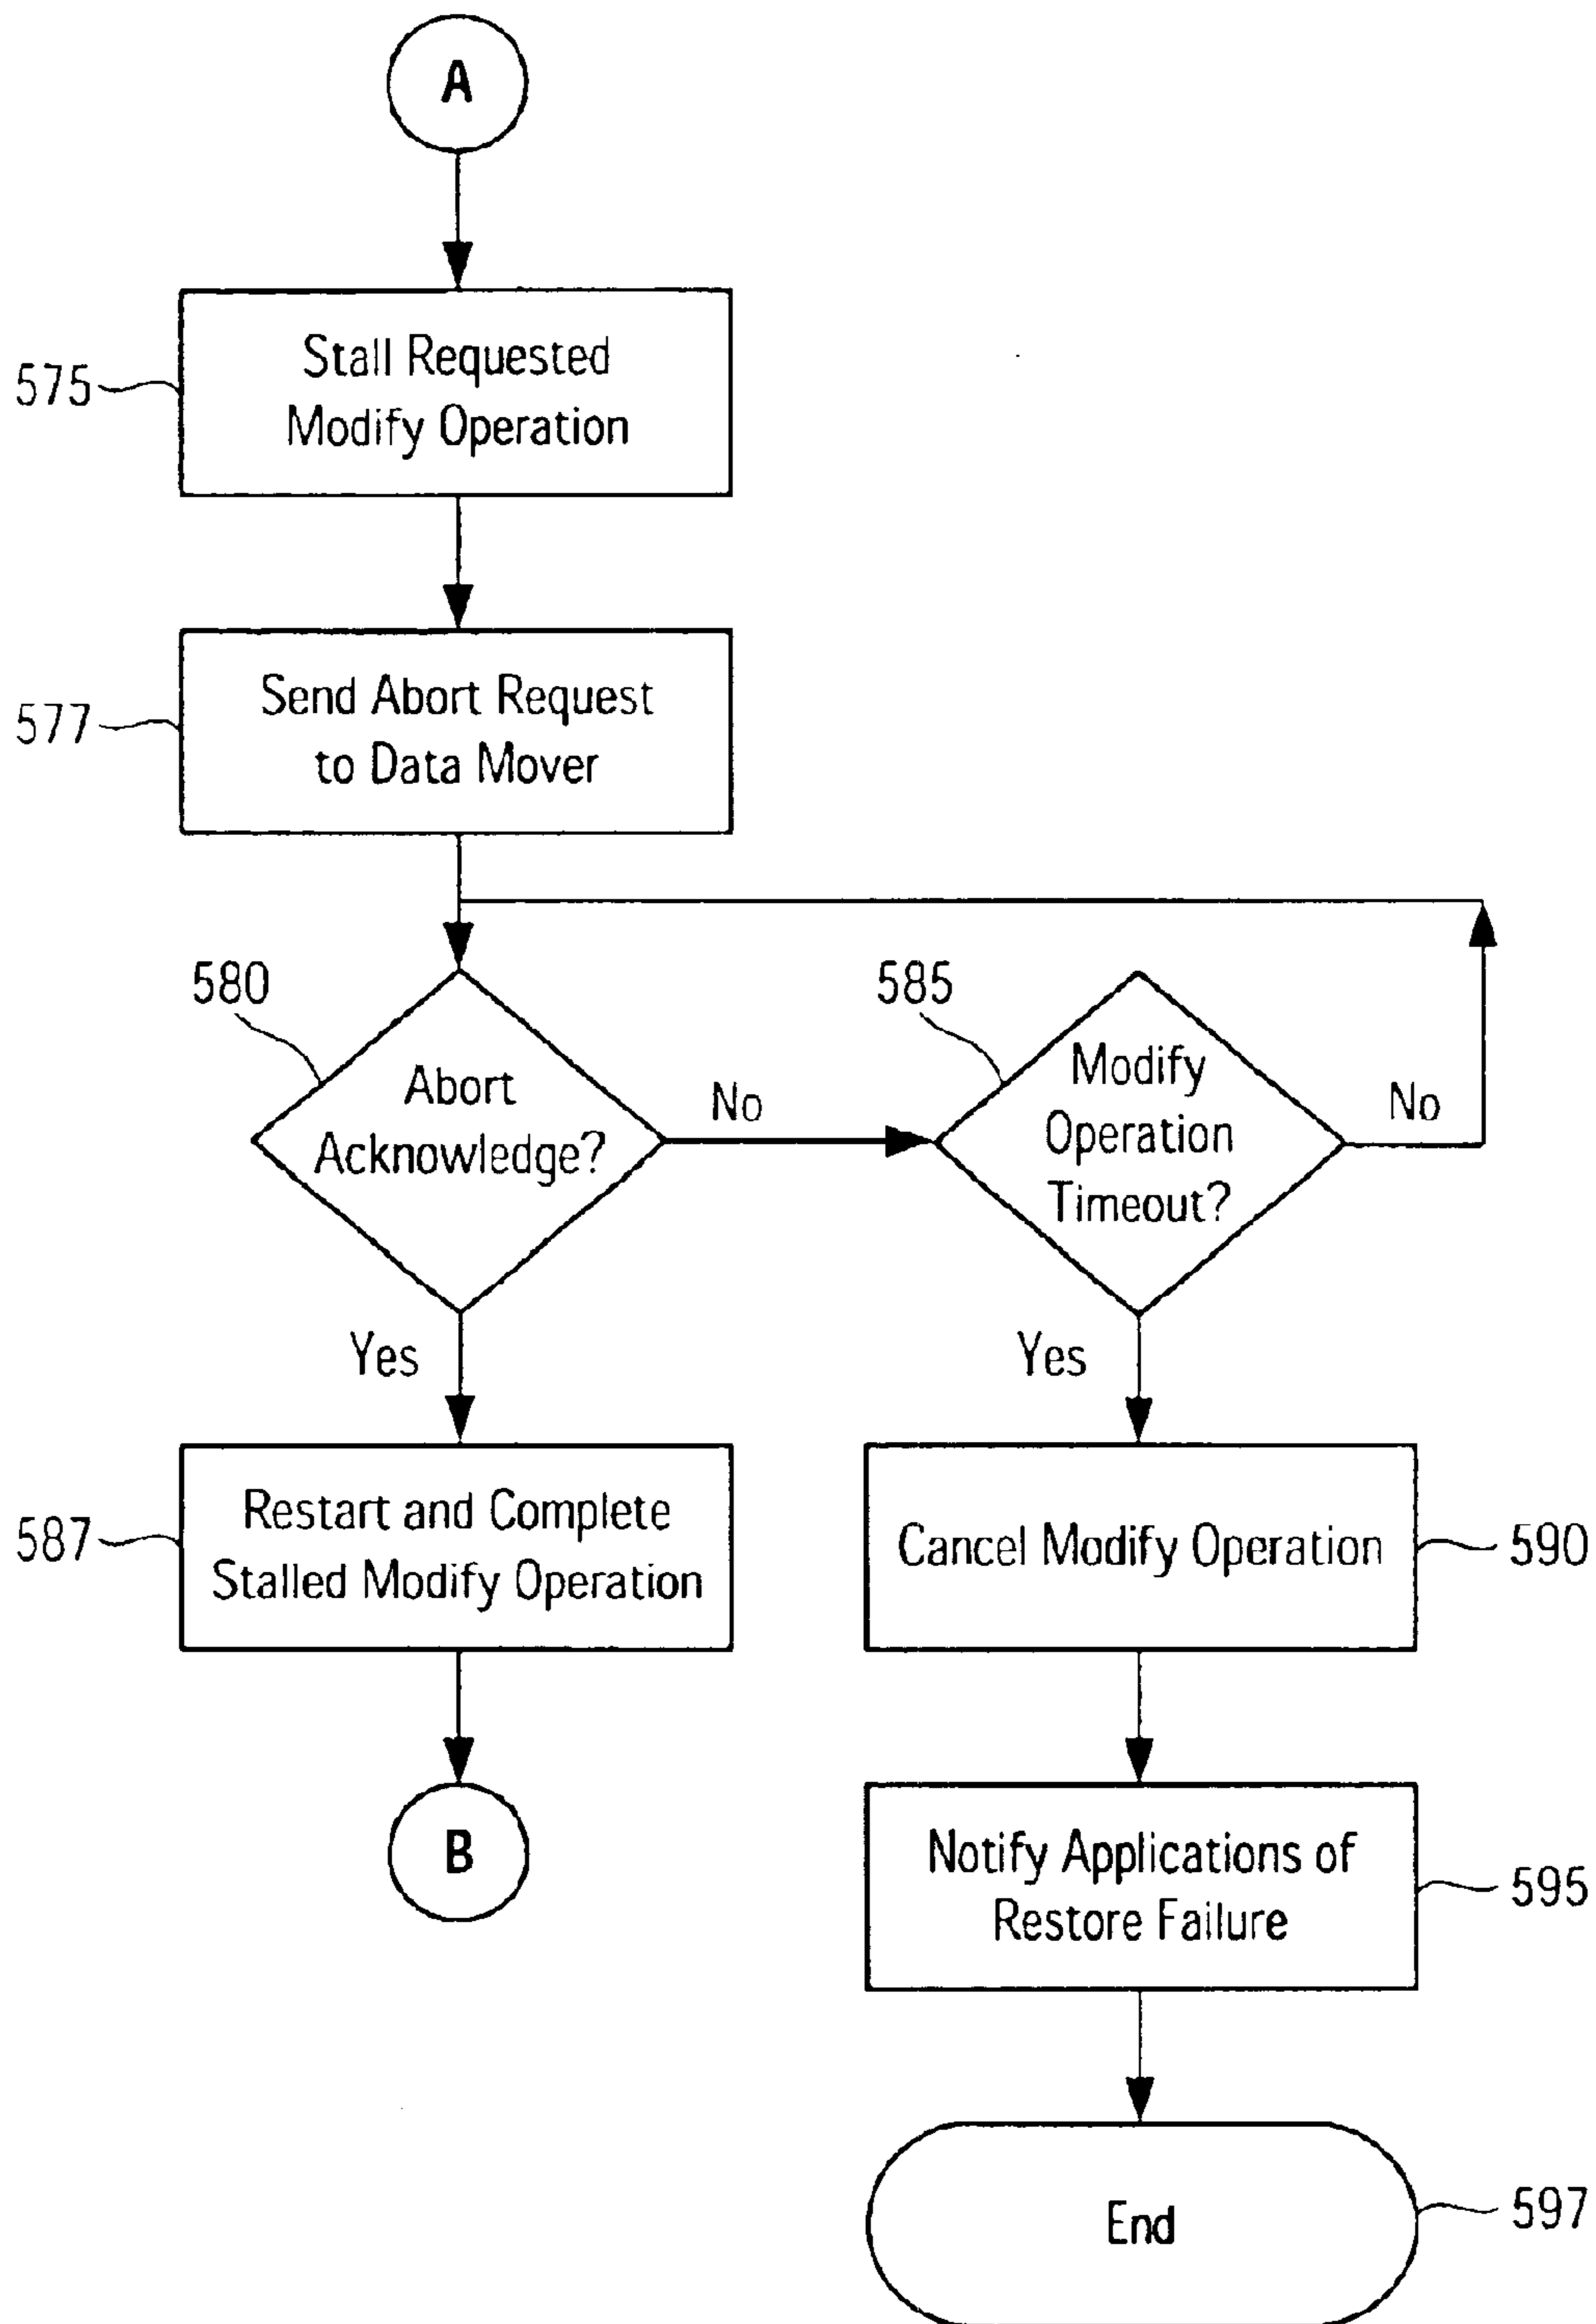 A
575
Stall Requested
Modify Operation
577
Send Abort Request
to Data Mover
580
Abort
Acknowledge?
No
585
Modify
Operation
Timeout?
No
Yes
Yes
587
Restart and Complete
Stalled Modify Operation
Cancel Modify Operation
590
B
Notify Applications of
Restore Failure
595
End
597